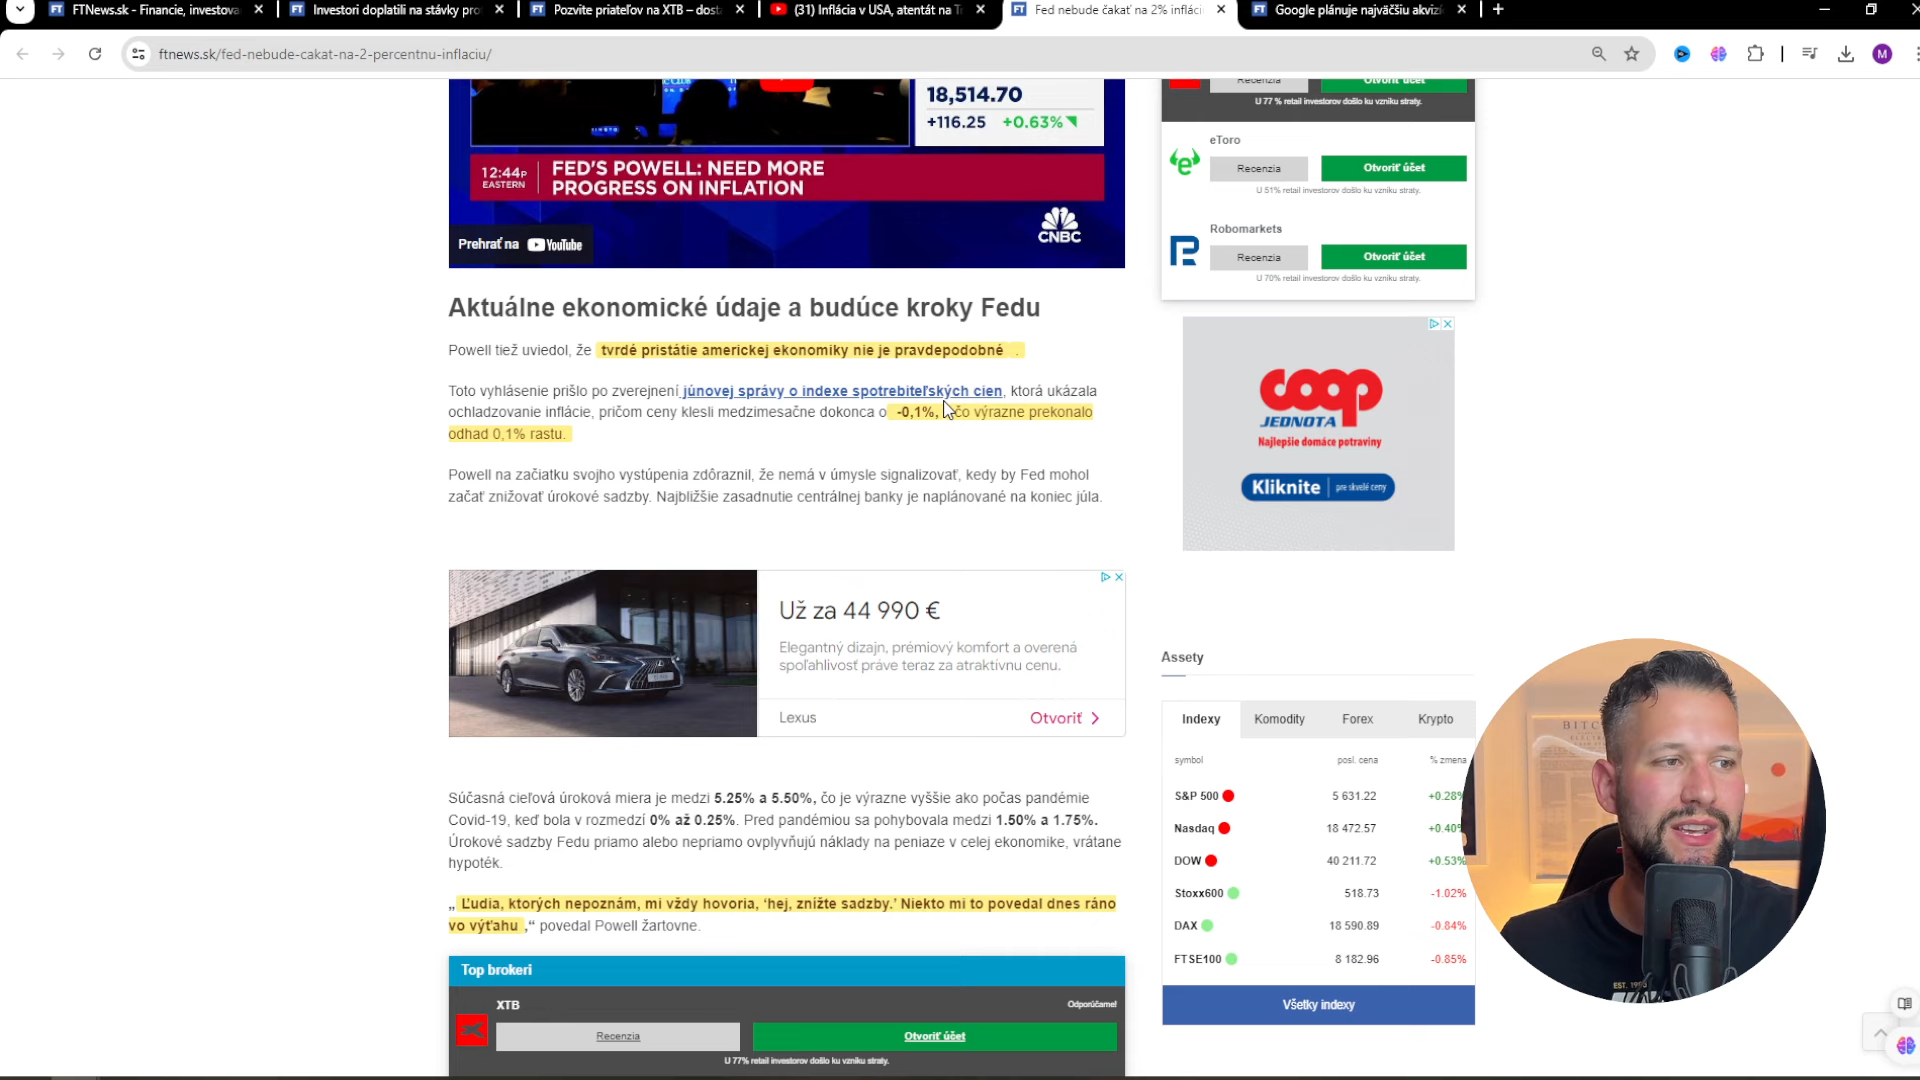 FTNews.sk - Financie, investova
Investori doplatili na stávky pro
Pozvite priateľov na XTB – dost
(31) Inflácia v USA, atentát na T
Fed nebude čakať na 2% inflác
Google plánuje najväčšiu akvizí
ftnews.sk/fed-nebude-cakat-na-2-percentnu-inflaciu/
M
18,514.70
+116.25 +0.63%
12:44P
EASTERN
FED'S POWELL: NEED MORE
PROGRESS ON INFLATION
CNBC
Prehrať na YouTube
Aktuálne ekonomické údaje a budúce kroky Fedu
Powell tiež uviedol, že tvrdé pristátie americkej ekonomiky nie je pravdepodobné .
Toto vyhlásenie prišlo po zverejnení júnovej správy o indexe spotrebiteľských cien, ktorá ukázala
ochladzovanie inflácie, pričom ceny klesli medzimesačne dokonca o -0,1%, čo výrazne prekonalo
odhad 0,1% rastu.
Powell na začiatku svojho vystúpenia zdôraznil, že nemá v úmysle signalizovať, kedy by Fed mohol
začať znižovať úrokové sadzby. Najbližšie zasadnutie centrálnej banky je naplánované na koniec júla.
Už za 44 990 €
Elegantný dizajn, prémiový komfort a overená
spoľahlivosť práve teraz za atraktívnu cenu.
Lexus
Otvoriť
Súčasná cieľová úroková miera je medzi 5.25% a 5.50%, čo je výrazne vyššie ako počas pandémie
Covid-19, keď bola v rozmedzí 0% až 0.25%. Pred pandémiou sa pohybovala medzi 1.50% a 1.75%.
Úrokové sadzby Fedu priamo alebo nepriamo ovplyvňujú náklady na peniaze v celej ekonomike, vrátane
hypoték.
„ Ľudia, ktorých nepoznám, mi vždy hovoria, ‘hej, znížte sadzby.’ Niekto mi to povedal dnes ráno
vo výťahu ,“ povedal Powell žartovne.
Top brokeri
XTB
Odporúčame!
Recenzia
Otvoriť účet
U 77% retail investorov došlo ku vzniku straty.
Recenzia
Otvoriť účet
U 77 % retail investorov došlo ku vzniku straty.
eToro
Recenzia
Otvoriť účet
U 51% retail investorov došlo ku vzniku straty.
Robomarkets
Recenzia
Otvoriť účet
U 70% retail investorov došlo ku vzniku straty.
coop
JEDNOTA
Najlepšie domáce potraviny
Kliknite pre skvelé ceny
Assety
Indexy Komodity Forex Krypto
symbol posl. cena % zmena
S&P 500 5 631.22 +0.28%
Nasdaq 18 472.57 +0.40%
DOW 40 211.72 +0.53%
Stoxx600 518.73 -1.02%
DAX 18 590.89 -0.84%
FTSE100 8 182.96 -0.85%
Všetky indexy
BITC